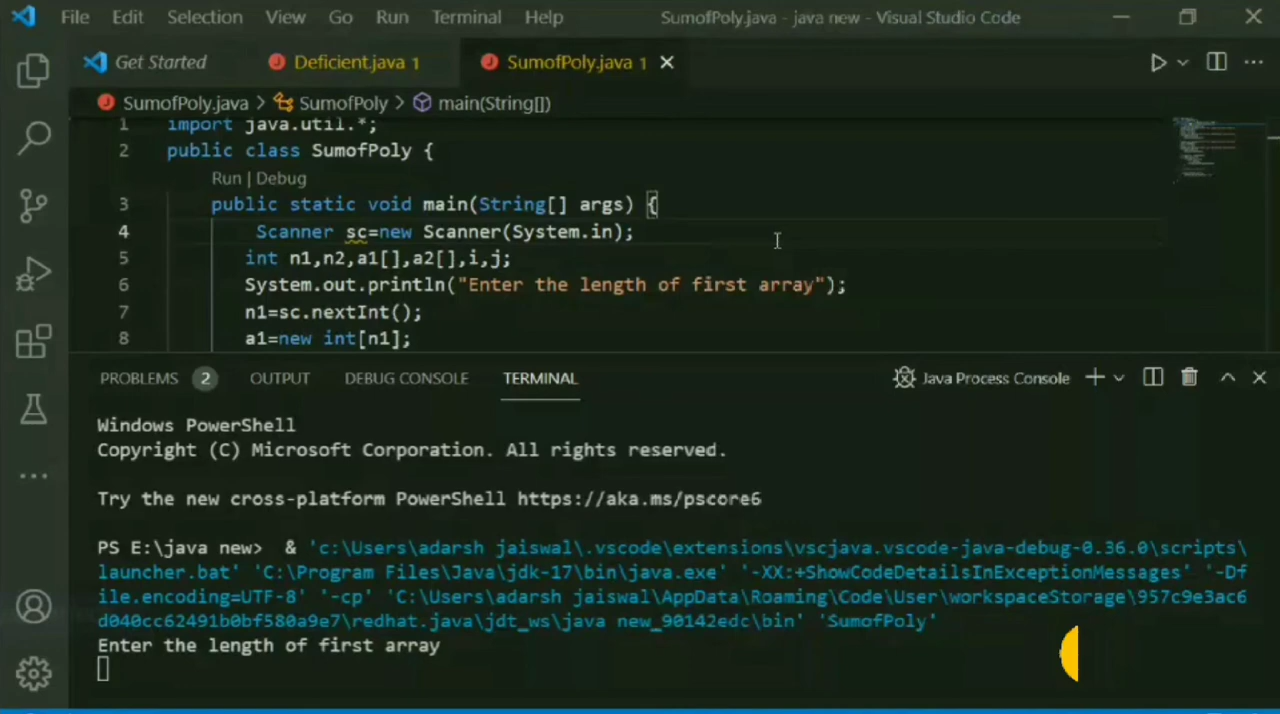 File Edit Selection View Go Run Terminal Help SumofPoly.java - java new - Visual Studio Code
Get Started Deficient.java 1 SumofPoly.java 1
SumofPoly.java > SumofPoly > main(String[])
1 import java.util.*;
2 public class SumofPoly {
Run | Debug
3 public static void main(String[] args) {
4 Scanner sc=new Scanner(System.in);
5 int n1,n2,a1[],a2[],i,j;
6 System.out.println("Enter the length of first array");
7 n1=sc.nextInt();
8 a1=new int[n1];
PROBLEMS 2 OUTPUT DEBUG CONSOLE TERMINAL Java Process Console
Windows PowerShell
Copyright (C) Microsoft Corporation. All rights reserved.
Try the new cross-platform PowerShell https://aka.ms/pscore6
PS E:\java new> & 'c:\Users\adarsh jaiswal\.vscode\extensions\vscjava.vscode-java-debug-0.36.0\scripts\
launcher.bat' 'C:\Program Files\Java\jdk-17\bin\java.exe' '-XX:+ShowCodeDetailsInExceptionMessages' '-Df
ile.encoding=UTF-8' '-cp' 'C:\Users\adarsh jaiswal\AppData\Roaming\Code\User\workspaceStorage\957c9e3ac6
d040cc62491b0bf580a9e7\redhat.java\jdt_ws\java new_90142edc\bin' 'SumofPoly'
Enter the length of first array